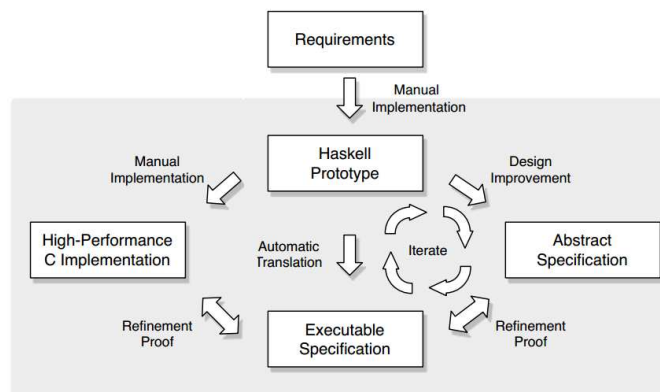 Requirements
Manual
Implementation
Haskell
Prototype
Manual
Implementation
Design
Improvement
High-Performance
C Implementation
Automatic
Translation
Iterate
Abstract
Specification
Refinement
Proof
Executable
Specification
Refinement
Proof